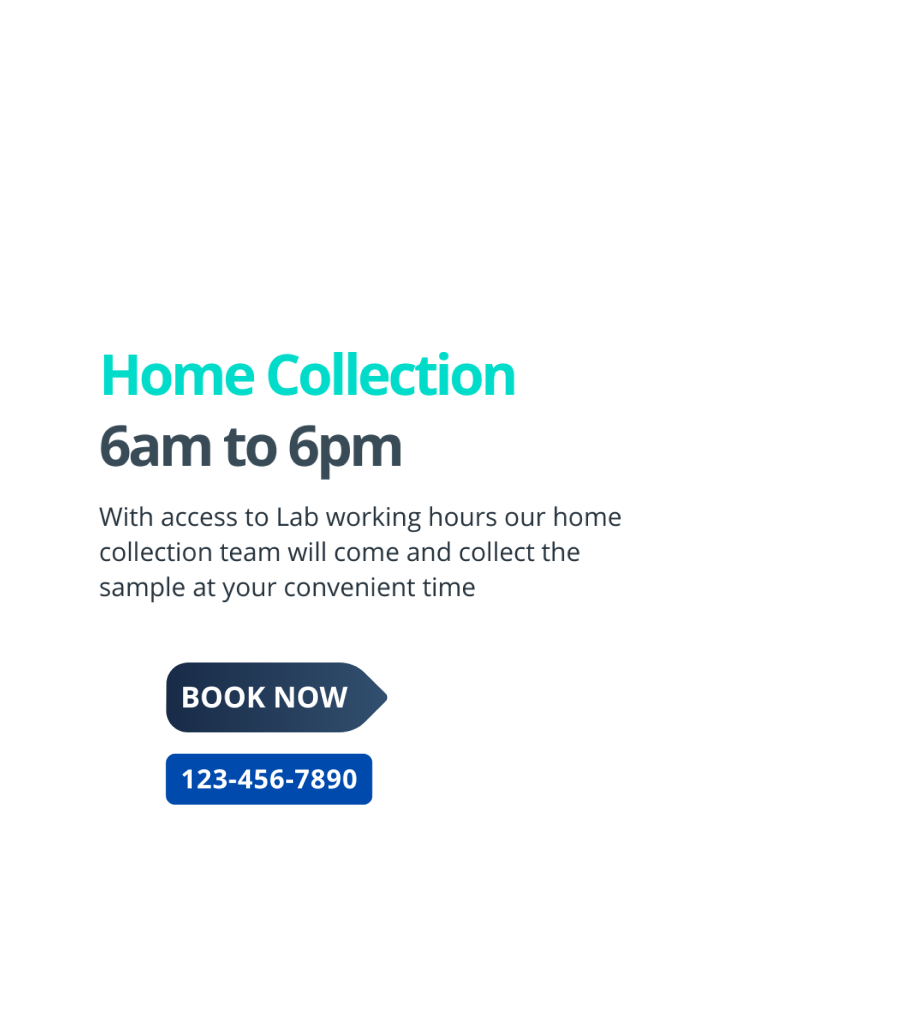 Home Collection
6am to 6pm
With access to Lab working hours our home
collection team will come and collect the
sample at your convenient time
BOOK NOW
123-456-7890